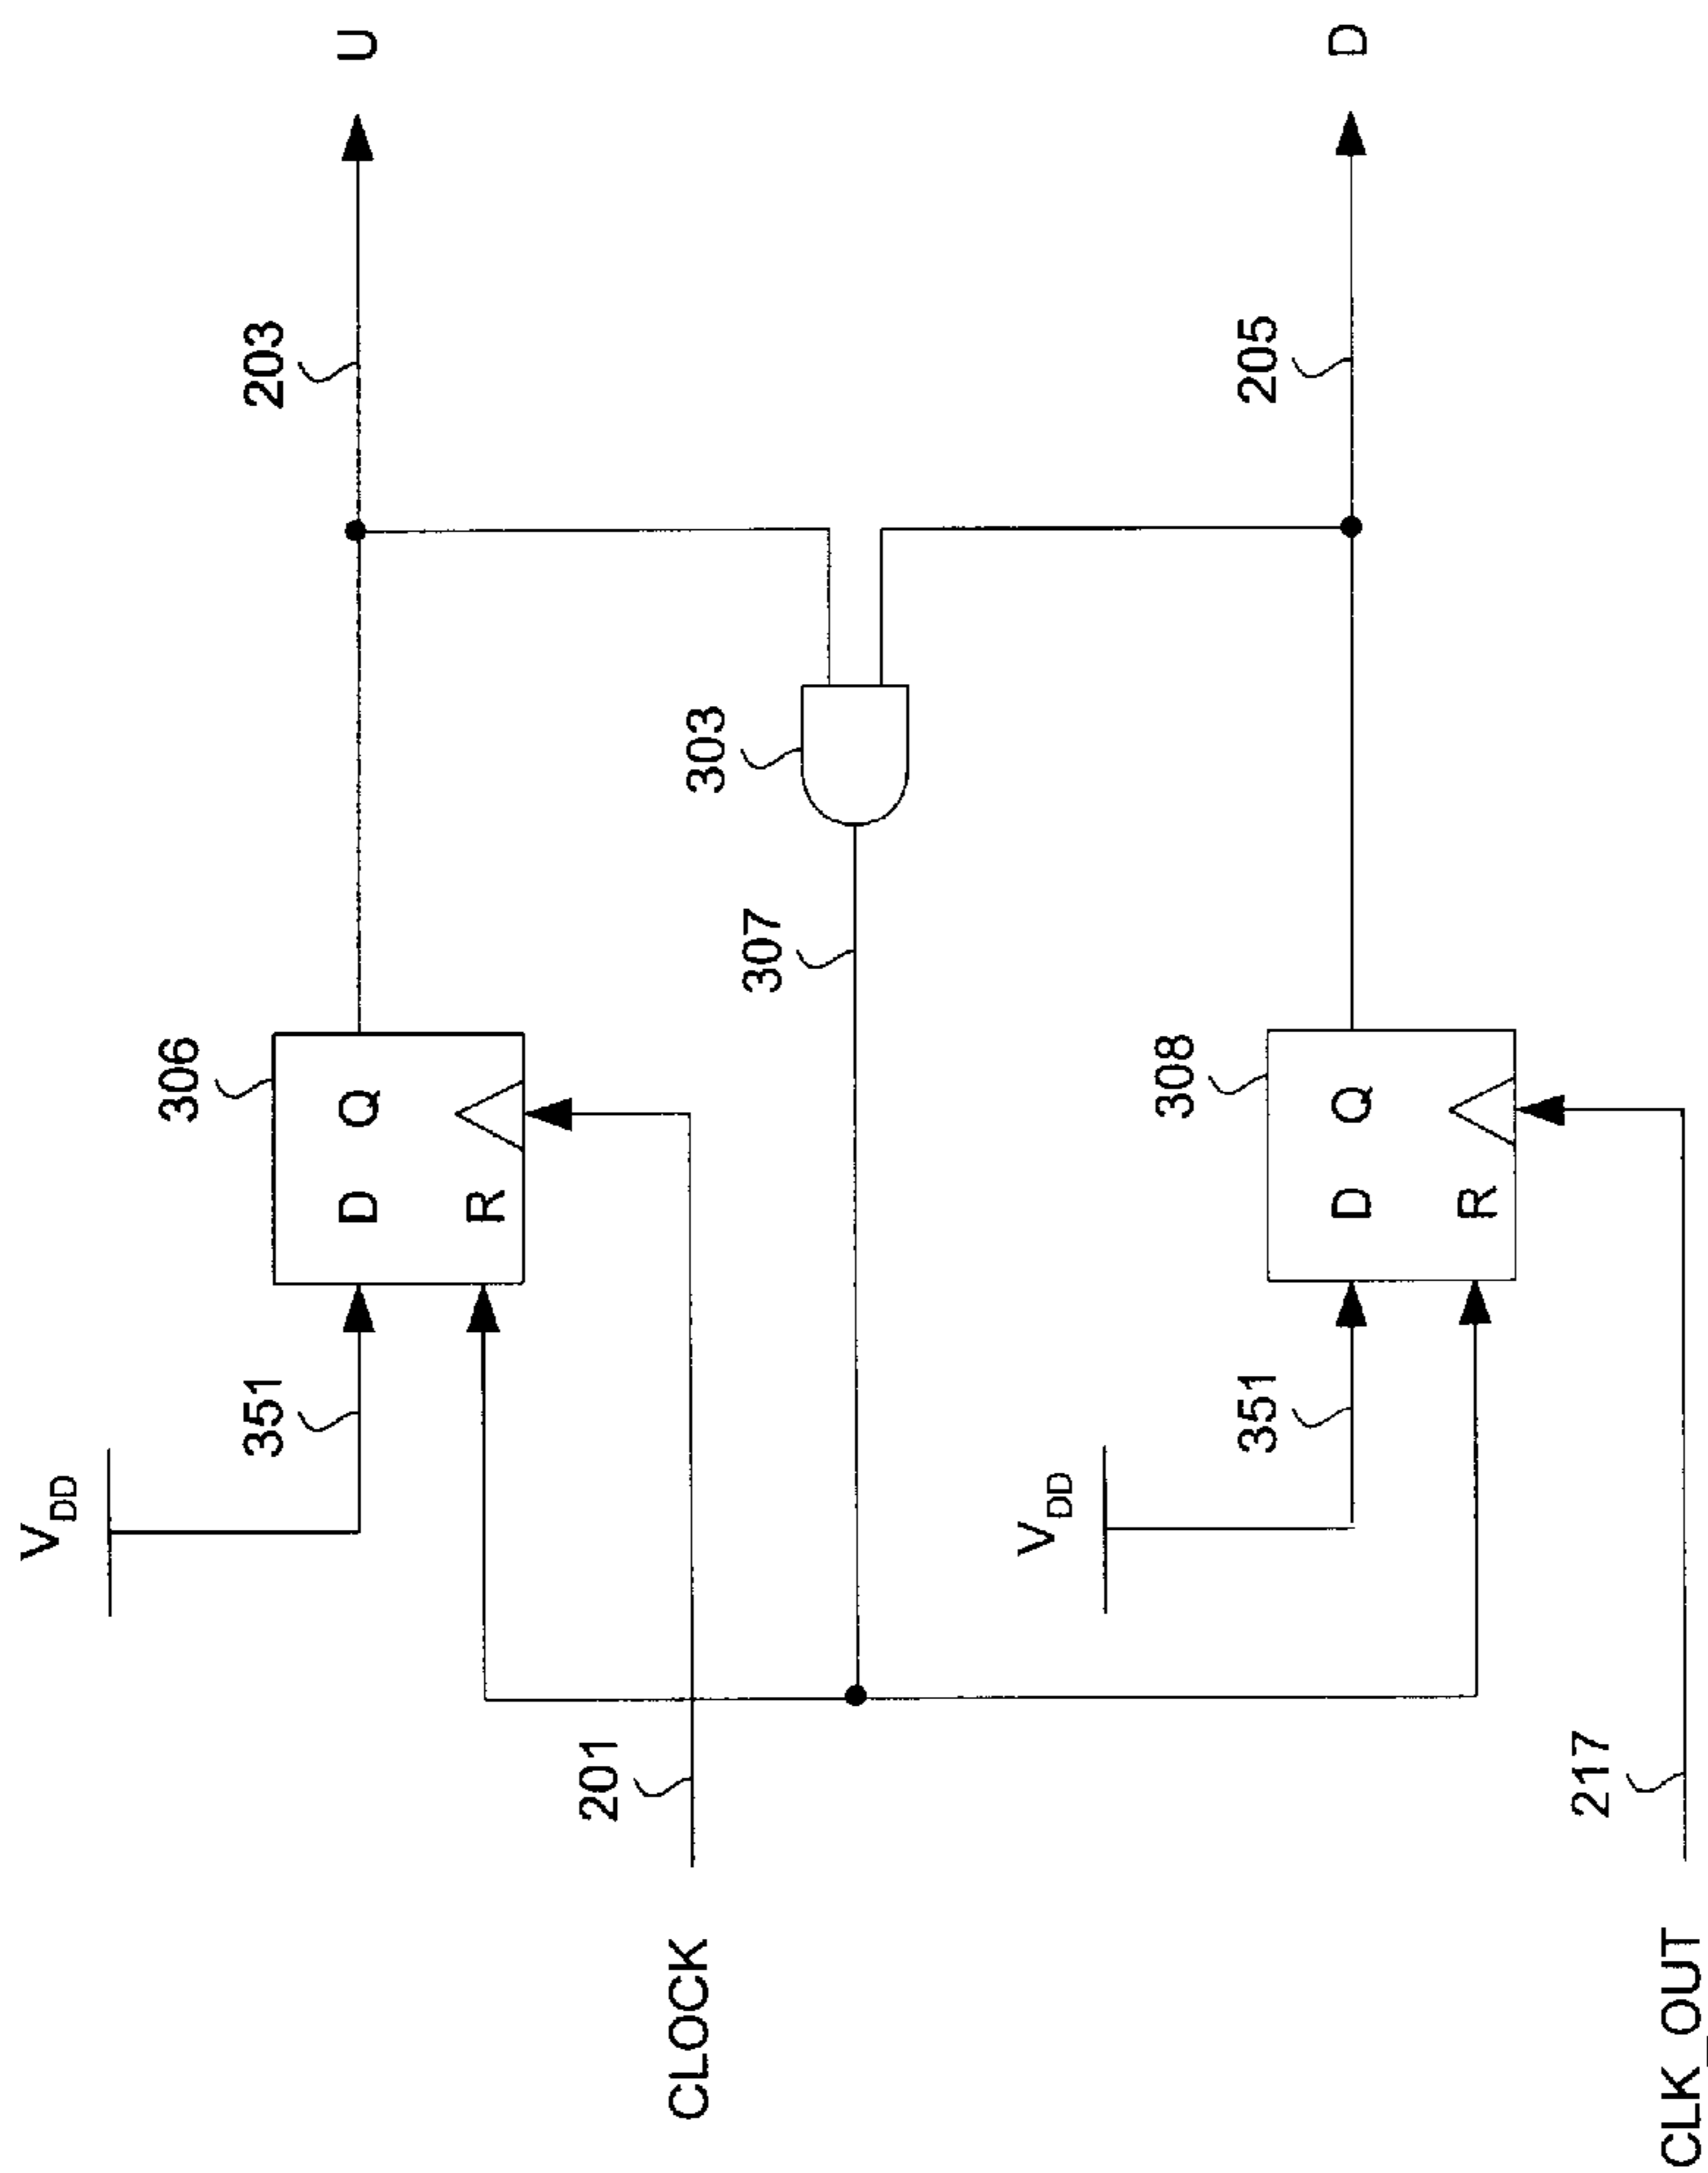 V_DD
351
306
D Q
R
203
U
303
307
201
CLOCK
V_DD
351
308
D Q
R
205
D
217
CLK_OUT